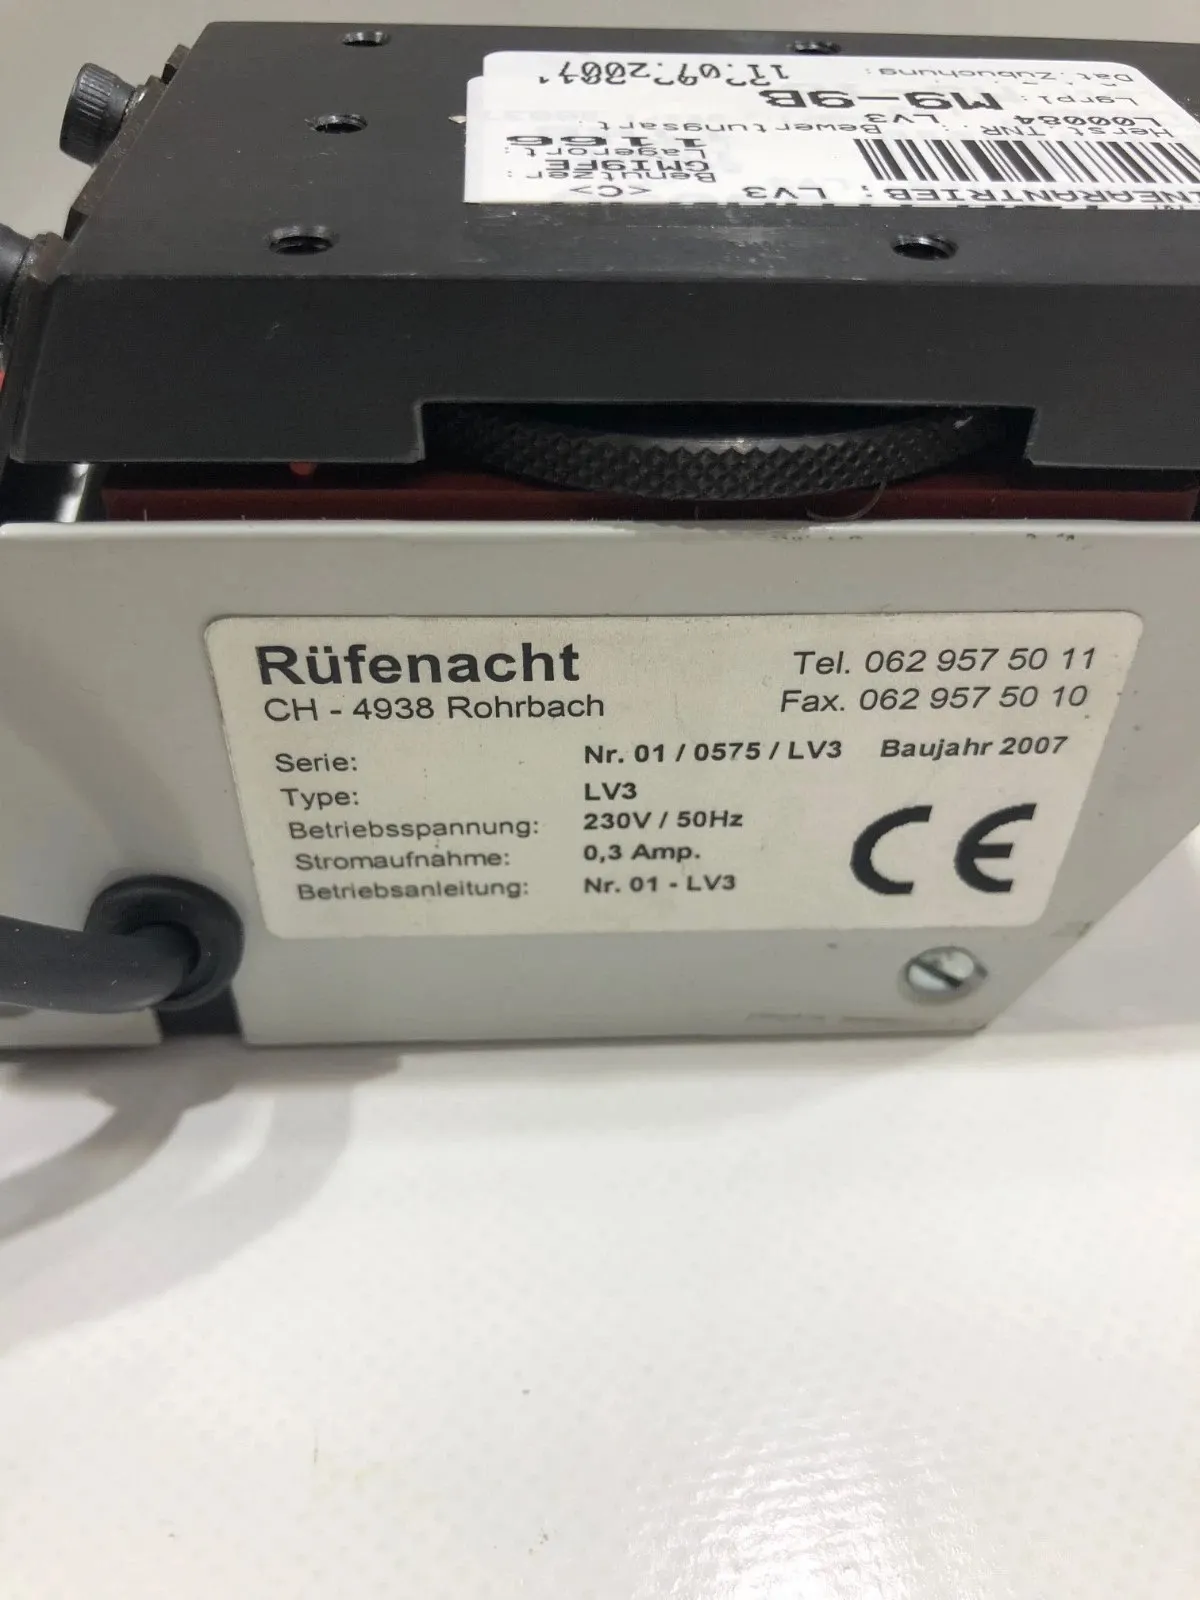 NEARANTRIEB; LV3
<C>
Benutzer:
GMI9FE
Lagerort:
1166
Herst.TNR.: Bewertungsart
L00084 LV3
Lgrpl: M9-9B
Dat.Zubuchung:
11.07.2007
Rüfenacht
CH - 4938 Rohrbach
Tel. 062 957 50 11
Fax. 062 957 50 10
Serie: Nr. 01 / 0575 / LV3 Baujahr 2007
Type: LV3
Betriebsspannung: 230V / 50Hz
Stromaufnahme: 0,3 Amp.
Betriebsanleitung: Nr. 01 - LV3
CE